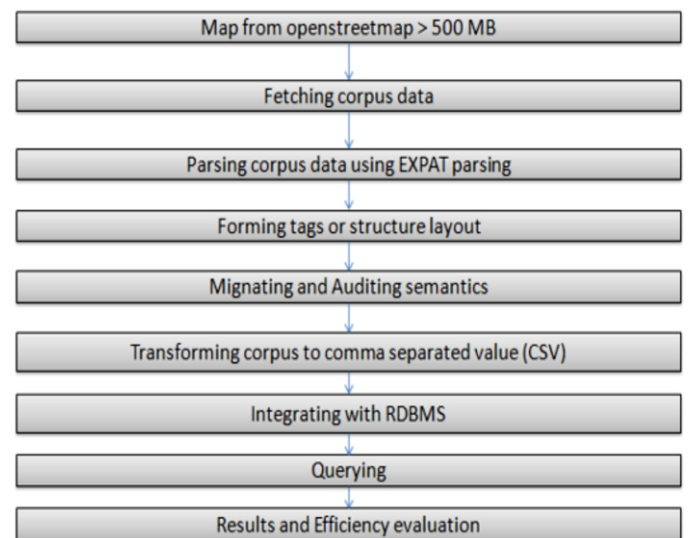 Map from openstreetmap > 500 MB
Fetching corpus data
Parsing corpus data using EXPAT parsing
Forming tags or structure layout
Mignating and Auditing semantics
Transforming corpus to comma separated value (CSV)
Integrating with RDBMS
Querying
Results and Efficiency evaluation